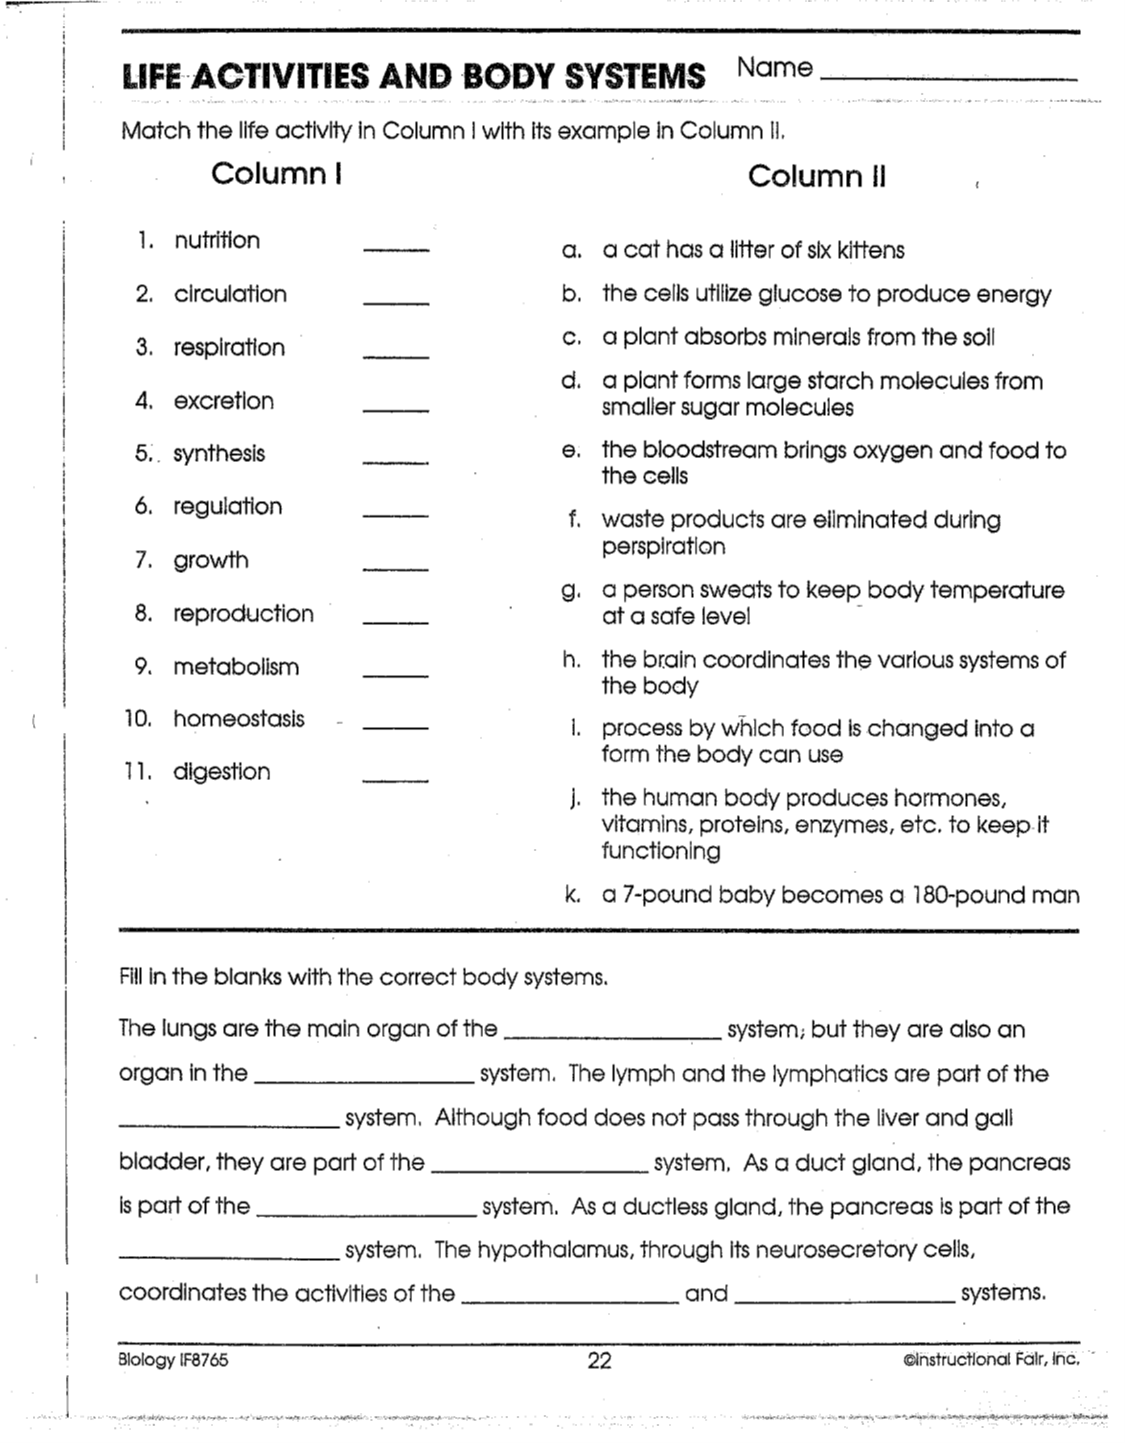 LIFE ACTIVITIES AND BODY SYSTEMS Name
Match the life activity in Column I with its example in Column II.
Column I
Column II
1. nutrition
2. circulation
3. respiration
4. excretion
5. synthesis
6. regulation
7. growth
8. reproduction
9. metabolism
10. homeostasis
11. digestion
a. a cat has a litter of six kittens
b. the cells utilize glucose to produce energy
c. a plant absorbs minerals from the soil
d. a plant forms large starch molecules from
smaller sugar molecules
e. the bloodstream brings oxygen and food to
the cells
f. waste products are eliminated during
perspiration
g. a person sweats to keep body temperature
at a safe level
h. the brain coordinates the various systems of
the body
i. process by which food is changed into a
form the body can use
j. the human body produces hormones,
vitamins, proteins, enzymes, etc. to keep it
functioning
k. a 7-pound baby becomes a 180-pound man
Fill in the blanks with the correct body systems.
The lungs are the main organ of the ____ system; but they are also an
organ in the ____ system. The lymph and the lymphatics are part of the
____ system. Although food does not pass through the liver and gall
bladder, they are part of the ____ system. As a duct gland, the pancreas
is part of the ____ system. As a ductless gland, the pancreas is part of the
____ system. The hypothalamus, through its neurosecretory cells,
coordinates the activities of the ____ and ____ systems.
Biology IF8765
22
©Instructional Fair, Inc.